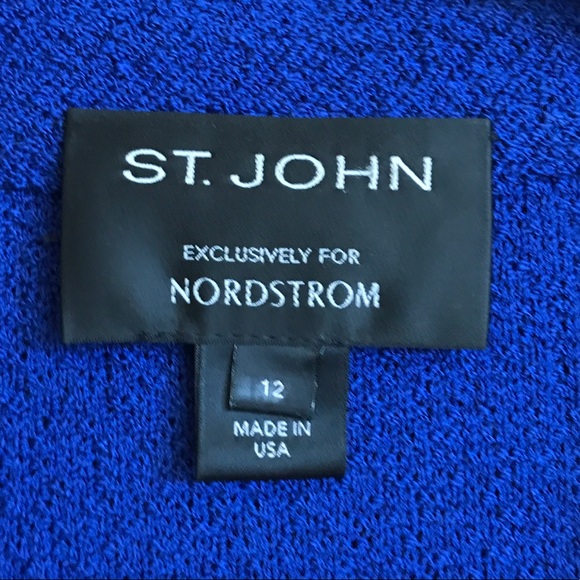 ST. JOHN
EXCLUSIVELY FOR
NORDSTROM
12
MADE IN
USA